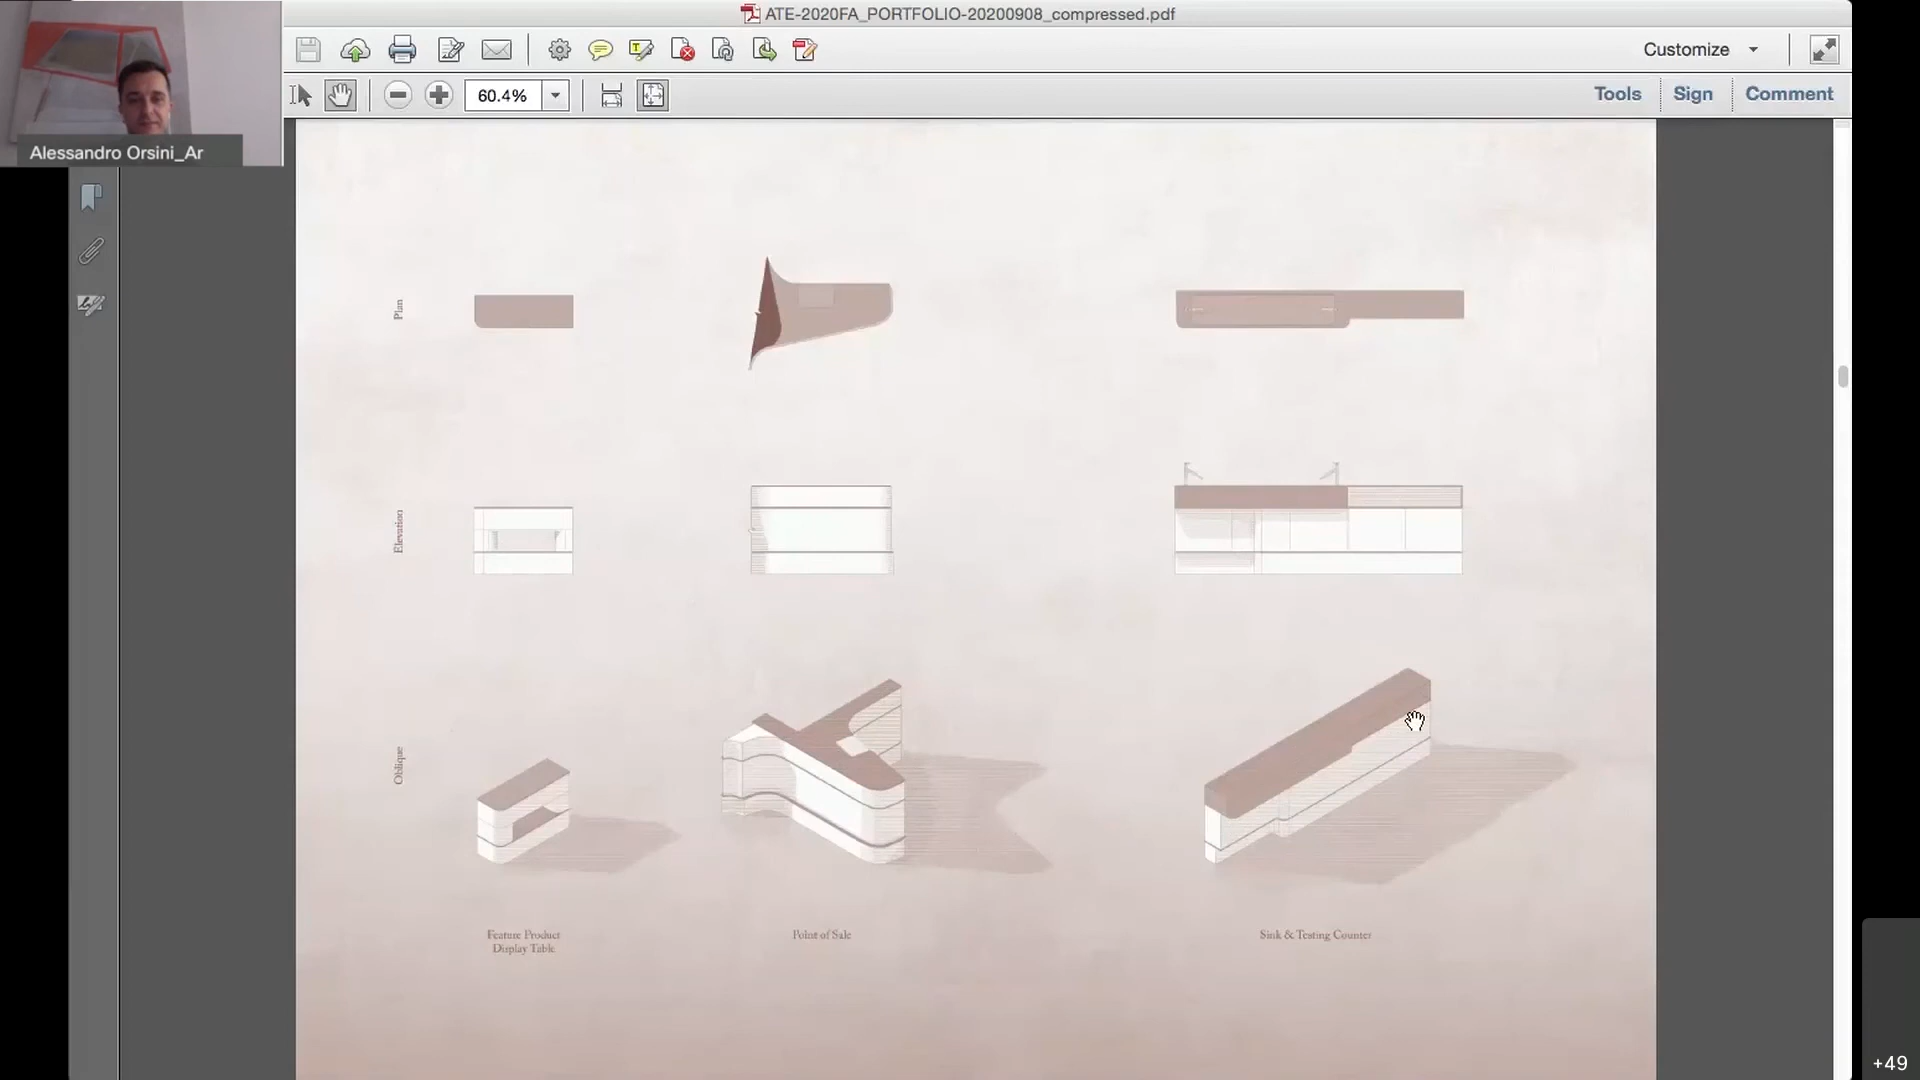 ATE-2020FA_PORTFOLIO-20200908_compressed.pdf
Customize
60.4%
Tools
Sign
Comment
Alessandro Orsini_Ar
Plan
Elevation
Oblique
Feature Product
Display Table
Point of Sale
Sink & Testing Counter
+49